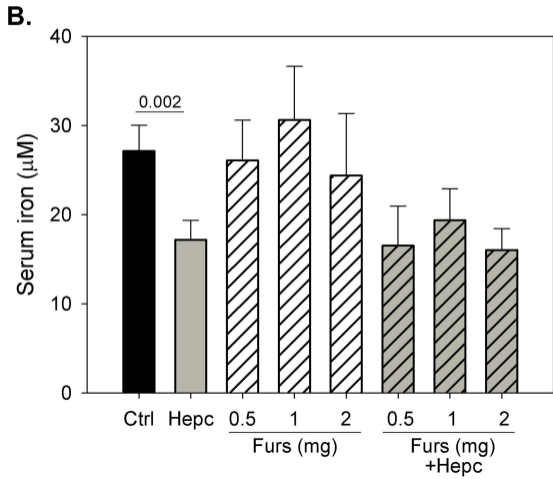 B.
40
30
20
10
0
Serum iron (μM)
0.002
Ctrl Hepc 0.5 1 2 0.5 1 2
Furs (mg) Furs (mg)
+Hepc